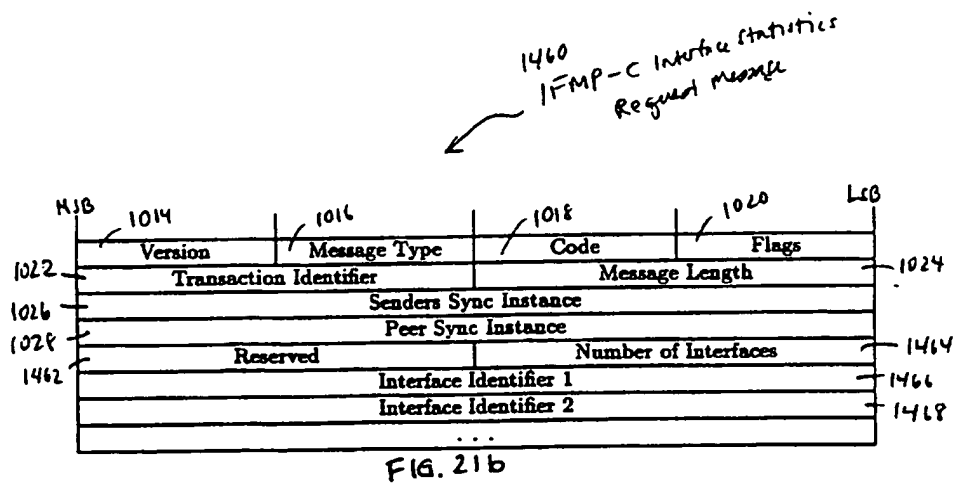 1460
IFMP-C Interface Statistics
Request Message
MSB
LSB
1014
1016
1018
1020
Version
Message Type
Code
Flags
1022
Transaction Identifier
Message Length
1024
1026
Senders Sync Instance
1028
Peer Sync Instance
1462
Reserved
Number of Interfaces
1464
Interface Identifier 1
1466
Interface Identifier 2
1468
...
FIG. 21b